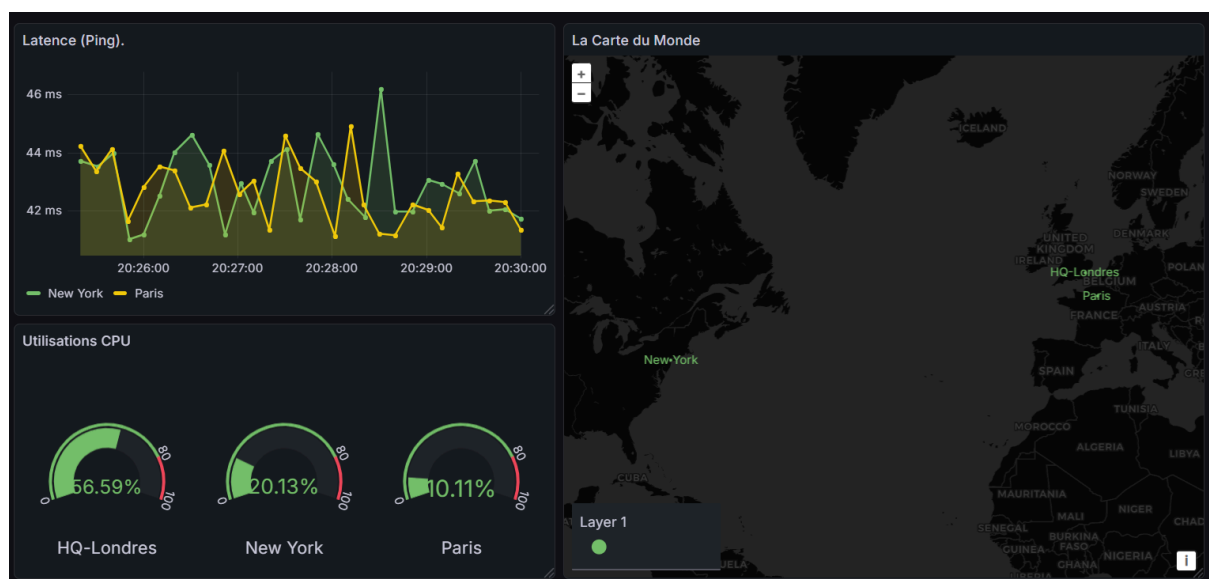 Latence (Ping).
46 ms
44 ms
42 ms
20:26:00 20:27:00 20:28:00 20:29:00 20:30:00
New York Paris
Utilisations CPU
0 80 100
56.59%
HQ-Londres
0 80 100
20.13%
New York
0 80 100
10.11%
Paris
La Carte du Monde
+
−
ICELAND
NORWAY
SWEDEN
UNITED
KINGDOM
DENMARK
IRELAND
POLAN
HQ-Londres
BELGIUM
Paris
FRANCE
AUSTRIA
ITALY
New York
SPAIN
GRE
TUNISIA
MOROCCO
ALGERIA
LIBYA
CUBA
MAURITANIA
MALI
NIGER
CHAD
SENEGAL
BURKINA
FASO
GUINEA
NIGERIA
GHANA
UELA
Layer 1
i